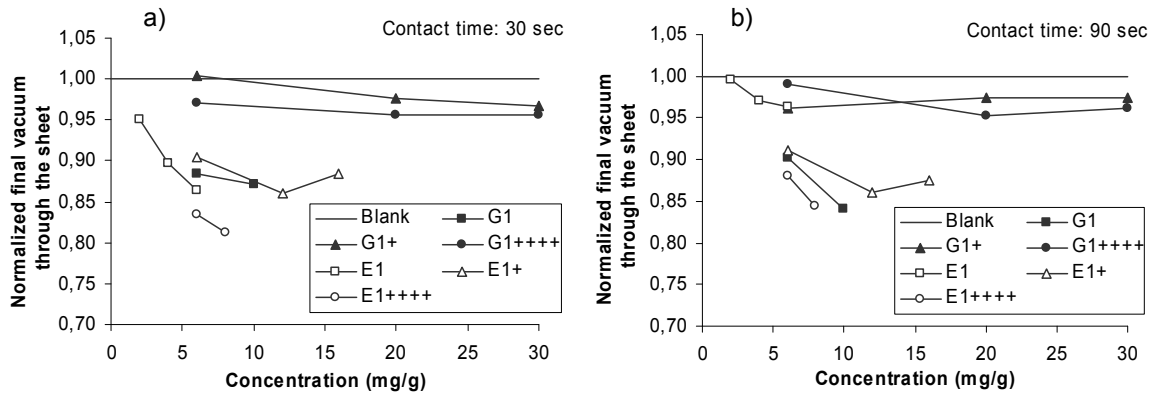 a)
Contact time: 30 sec
Normalized final vacuum
through the sheet
1,05
1,00
0,95
0,90
0,85
0,80
0,75
0,70
0 5 10 15 20 25 30
Concentration (mg/g)
Blank G1
G1+ G1++++
E1 E1+
E1++++
b)
Contact time: 90 sec
Normalized final vacuum
through the sheet
1,05
1,00
0,95
0,90
0,85
0,80
0,75
0,70
0 5 10 15 20 25 30
Concentration (mg/g)
Blank G1
G1+ G1++++
E1 E1+
E1++++